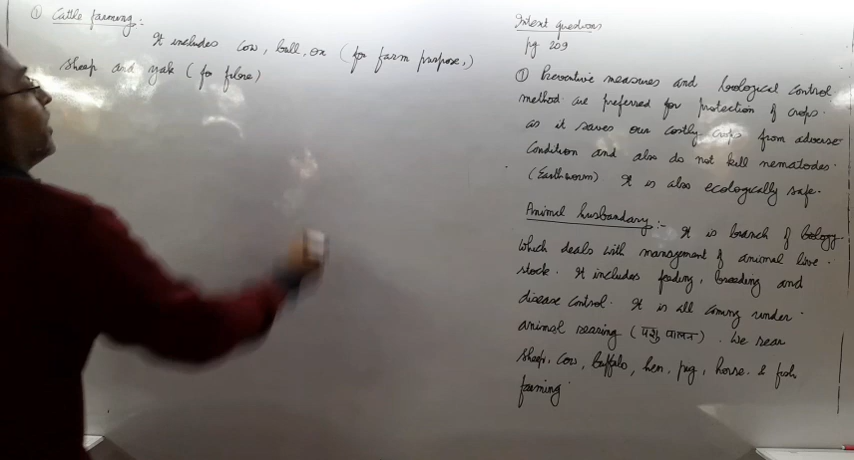 ① Cattle farming :-
It includes cow, bull, ox (for farm purpose,)
sheep and yak (for fibre)
Intext questions
pg 209
① Preventive measures and biological control
method are preferred for protection of crops.
as it saves our costly crops from adverse
condition and also do not kill nematodes.
(Earthworm) It is also ecologically safe.
Animal husbandary :- It is branch of biology
which deals with management of animal live.
stock. It includes feeding, breeding and
disease control. It is all coming under.
animal rearing (पशु पालन). We rear
sheep, cow, buffalo, hen, pig, horse. & fish
farming